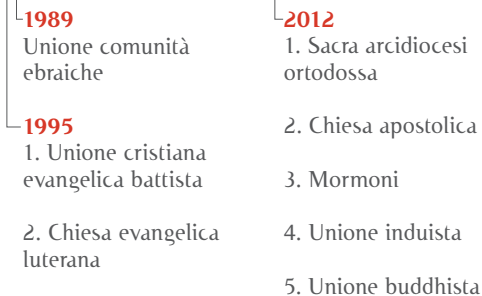 1989
Unione comunità
ebraiche
1995
1. Unione cristiana
evangelica battista
2. Chiesa evangelica
luterana
2012
1. Sacra arcidiocesi
ortodossa
2. Chiesa apostolica
3. Mormoni
4. Unione induista
5. Unione buddhista